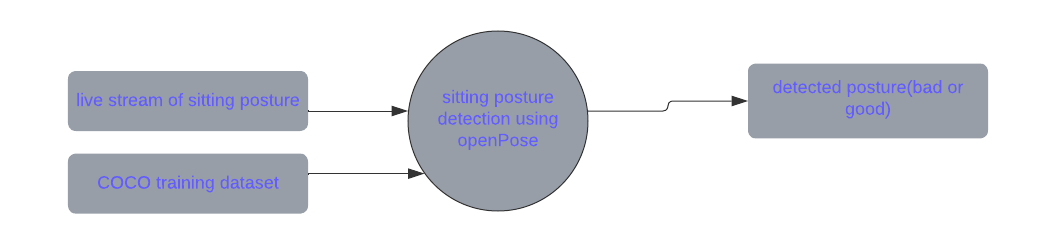 live stream of sitting posture
sitting posture
detection using
openPose
detected posture(bad or
good)
COCO training dataset